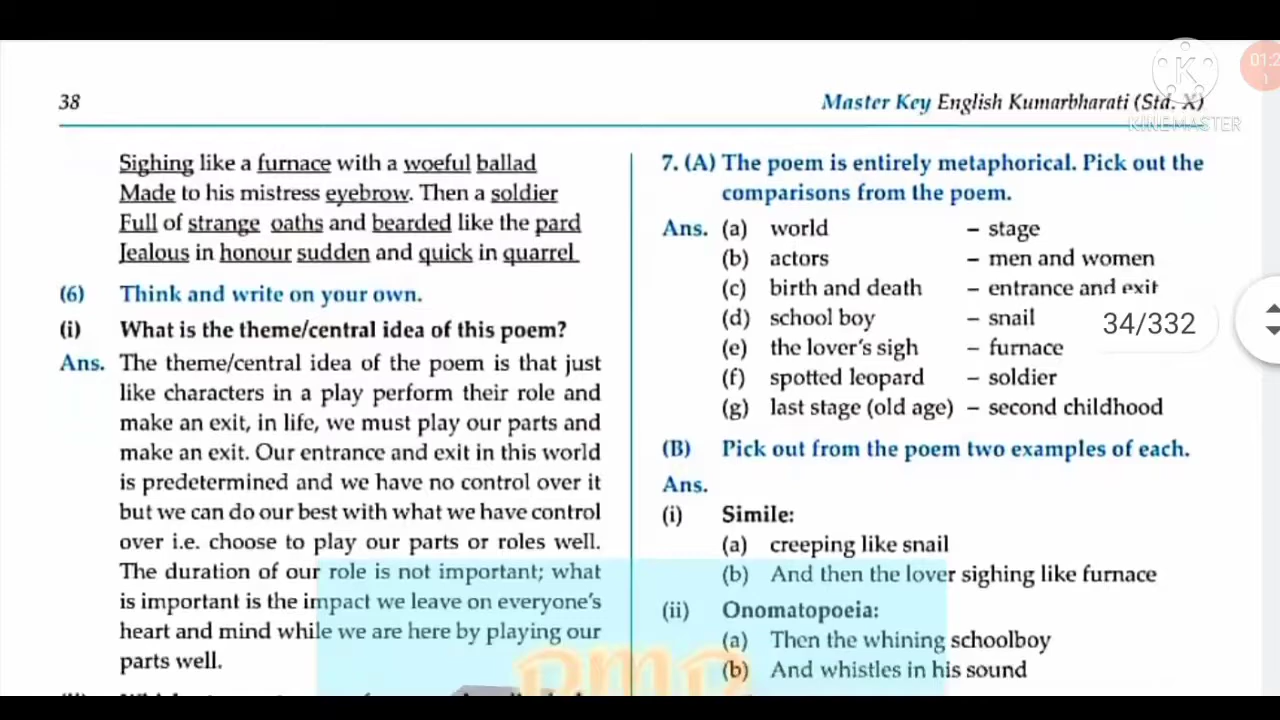 KINEMASTER
01:2
1
38
Master Key English Kumarbharati (Std. X)
34/332
Sighing like a furnace with a woeful ballad
Made to his mistress eyebrow. Then a soldier
Full of strange oaths and bearded like the pard
Jealous in honour sudden and quick in quarrel
(6) Think and write on your own.
(i) What is the theme/central idea of this poem?
Ans. The theme/central idea of the poem is that just
like characters in a play perform their role and
make an exit, in life, we must play our parts and
make an exit. Our entrance and exit in this world
is predetermined and we have no control over it
but we can do our best with what we have control
over i.e. choose to play our parts or roles well.
The duration of our role is not important; what
is important is the impact we leave on everyone's
heart and mind while we are here by playing our
parts well.
7. (A) The poem is entirely metaphorical. Pick out the
comparisons from the poem.
Ans. (a) world – stage
(b) actors – men and women
(c) birth and death – entrance and exit
(d) school boy – snail
(e) the lover's sigh – furnace
(f) spotted leopard – soldier
(g) last stage (old age) – second childhood
(B) Pick out from the poem two examples of each.
Ans.
(i) Simile:
(a) creeping like snail
(b) And then the lover sighing like furnace
(ii) Onomatopoeia:
(a) Then the whining schoolboy
(b) And whistles in his sound